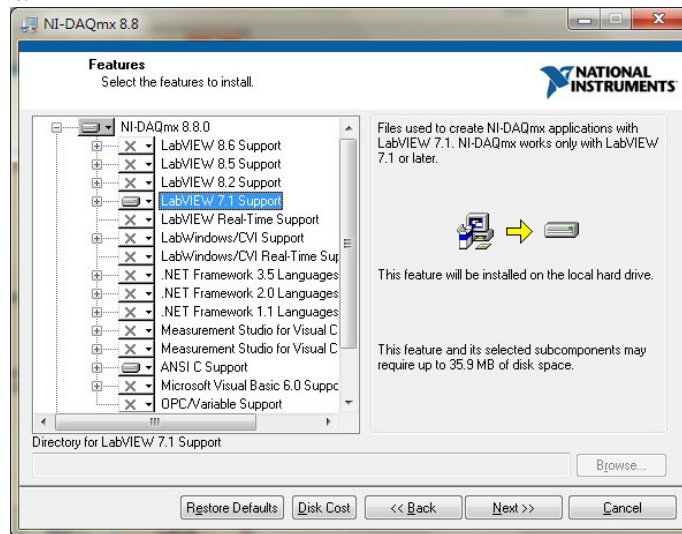 NI-DAQmx 8.8
Features
Select the features to install.
NATIONAL
INSTRUMENTS
NI-DAQmx 8.8.0
LabVIEW 8.6 Support
LabVIEW 8.5 Support
LabVIEW 8.2 Support
LabVIEW 7.1 Support
LabVIEW Real-Time Support
LabWindows/CVI Support
LabWindows/CVI Real-Time Sup
.NET Framework 3.5 Languages
.NET Framework 2.0 Languages
.NET Framework 1.1 Languages
Measurement Studio for Visual C
Measurement Studio for Visual C
ANSI C Support
Microsoft Visual Basic 6.0 Suppo
OPC/Variable Support
Files used to create NI-DAQmx applications with
LabVIEW 7.1. NI-DAQmx works only with LabVIEW
7.1 or later.
This feature will be installed on the local hard drive.
This feature and its selected subcomponents may
require up to 35.9 MB of disk space.
Directory for LabVIEW 7.1 Support
Browse...
Restore Defaults Disk Cost << Back Next >> Cancel